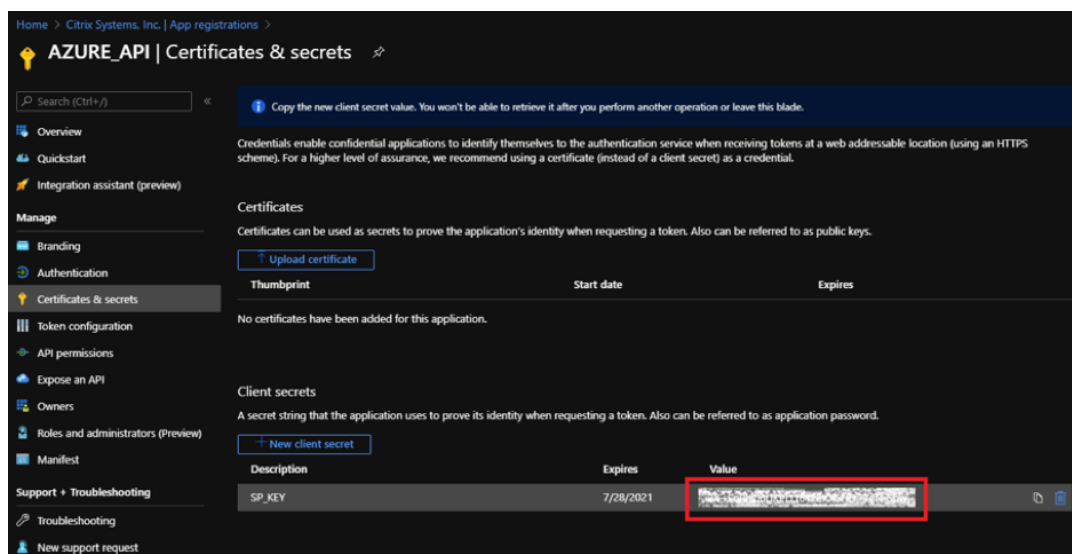 Home > Citrix Systems, Inc. | App registrations >
AZURE_API | Certificates & secrets
Search (Ctrl+/)
«
Copy the new client secret value. You won't be able to retrieve it after you perform another operation or leave this blade.
Overview
Quickstart
Integration assistant (preview)
Manage
Branding
Authentication
Certificates & secrets
Token configuration
API permissions
Expose an API
Owners
Roles and administrators (Preview)
Manifest
Support + Troubleshooting
Troubleshooting
New support request
Credentials enable confidential applications to identify themselves to the authentication service when receiving tokens at a web addressable location (using an HTTPS
scheme). For a higher level of assurance, we recommend using a certificate (instead of a client secret) as a credential.
Certificates
Certificates can be used as secrets to prove the application's identity when requesting a token. Also can be referred to as public keys.
Upload certificate
Thumbprint Start date Expires
No certificates have been added for this application.
Client secrets
A secret string that the application uses to prove its identity when requesting a token. Also can be referred to as application password.
New client secret
Description Expires Value
SP_KEY 7/28/2021